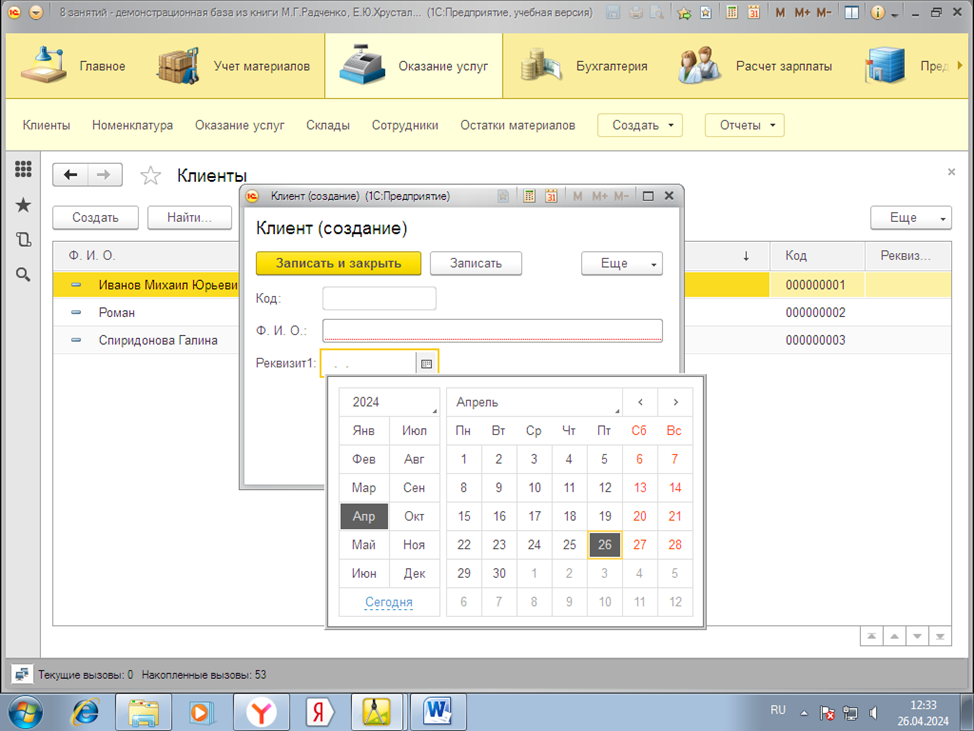 8 занятий - демонстрационная база из книги М.Г.Радченко, Е.Ю.Хрустал... (1С:Предприятие, учебная версия) M M+ M-
Главное Учет материалов Оказание услуг Бухгалтерия Расчет зарплаты Пред
Клиенты Номенклатура Оказание услуг Склады Сотрудники Остатки материалов Создать Отчеты
Клиенты
Создать Найти... Еще
Ф. И. О. Код Реквиз...
Иванов Михаил Юрьеви 000000001
Роман 000000002
Спиридонова Галина 000000003
Клиент (создание) (1С:Предприятие) M M+ M-
Клиент (создание)
Записать и закрыть Записать Еще
Код:
Ф. И. О.:
Реквизит1: . .
2024 Апрель < >
Янв Июл Пн Вт Ср Чт Пт Сб Вс
Фев Авг 1 2 3 4 5 6 7
Мар Сен 8 9 10 11 12 13 14
Апр Окт 15 16 17 18 19 20 21
Май Ноя 22 23 24 25 26 27 28
Июн Дек 29 30 1 2 3 4 5
Сегодня 6 7 8 9 10 11 12
Текущие вызовы: 0 Накопленные вызовы: 53
RU 12:33
26.04.2024